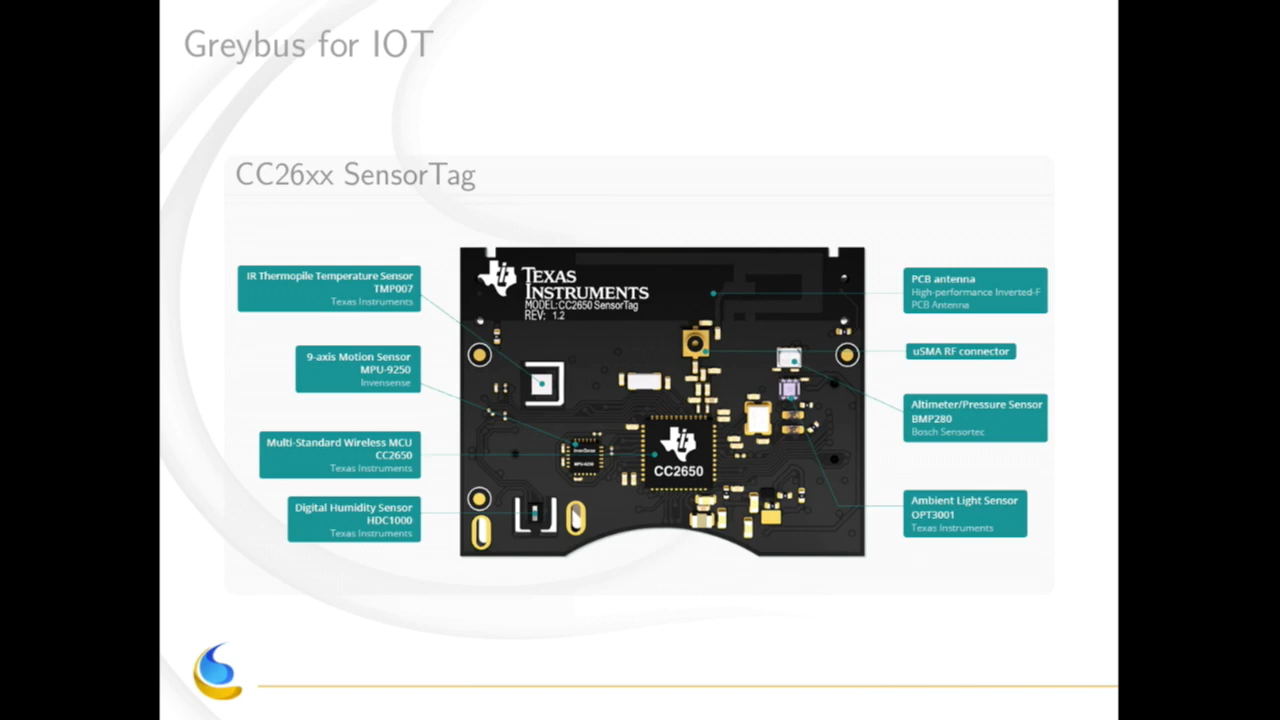 Greybus for IOT
CC26xx SensorTag
IR Thermopile Temperature Sensor
TMP007
Texas Instruments
9-axis Motion Sensor
MPU-9250
Invensense
Multi-Standard Wireless MCU
CC2650
Texas Instruments
Digital Humidity Sensor
HDC1000
Texas Instruments
TEXAS
INSTRUMENTS
MODEL:CC2650 SensorTag
REV: 1.2
InvenSense
MPU-9250
CC2650
PCB antenna
High-performance Inverted-F
PCB Antenna
uSMA RF connector
Altimeter/Pressure Sensor
BMP280
Bosch Sensortec
Ambient Light Sensor
OPT3001
Texas Instruments